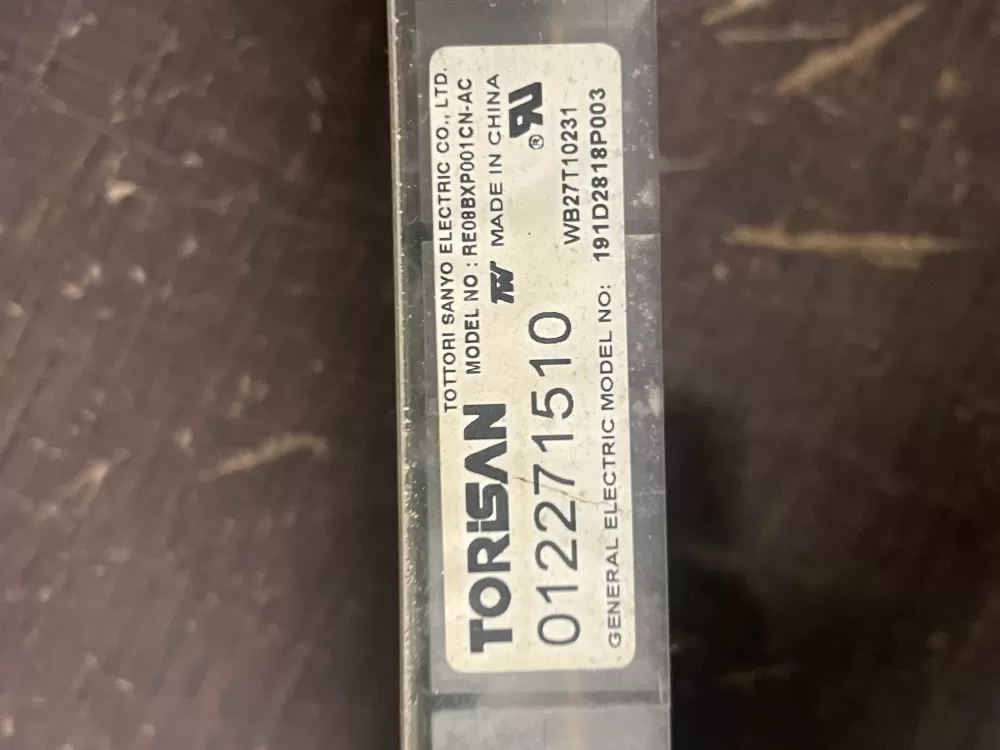 TOTTORI SANYO ELECTRIC CO., LTD.
TORiSAN MODEL NO : RE08BXP001CN-AC
MADE IN CHINA
012271510
WB27T10231
GENERAL ELECTRIC MODEL NO: 191D2818P003